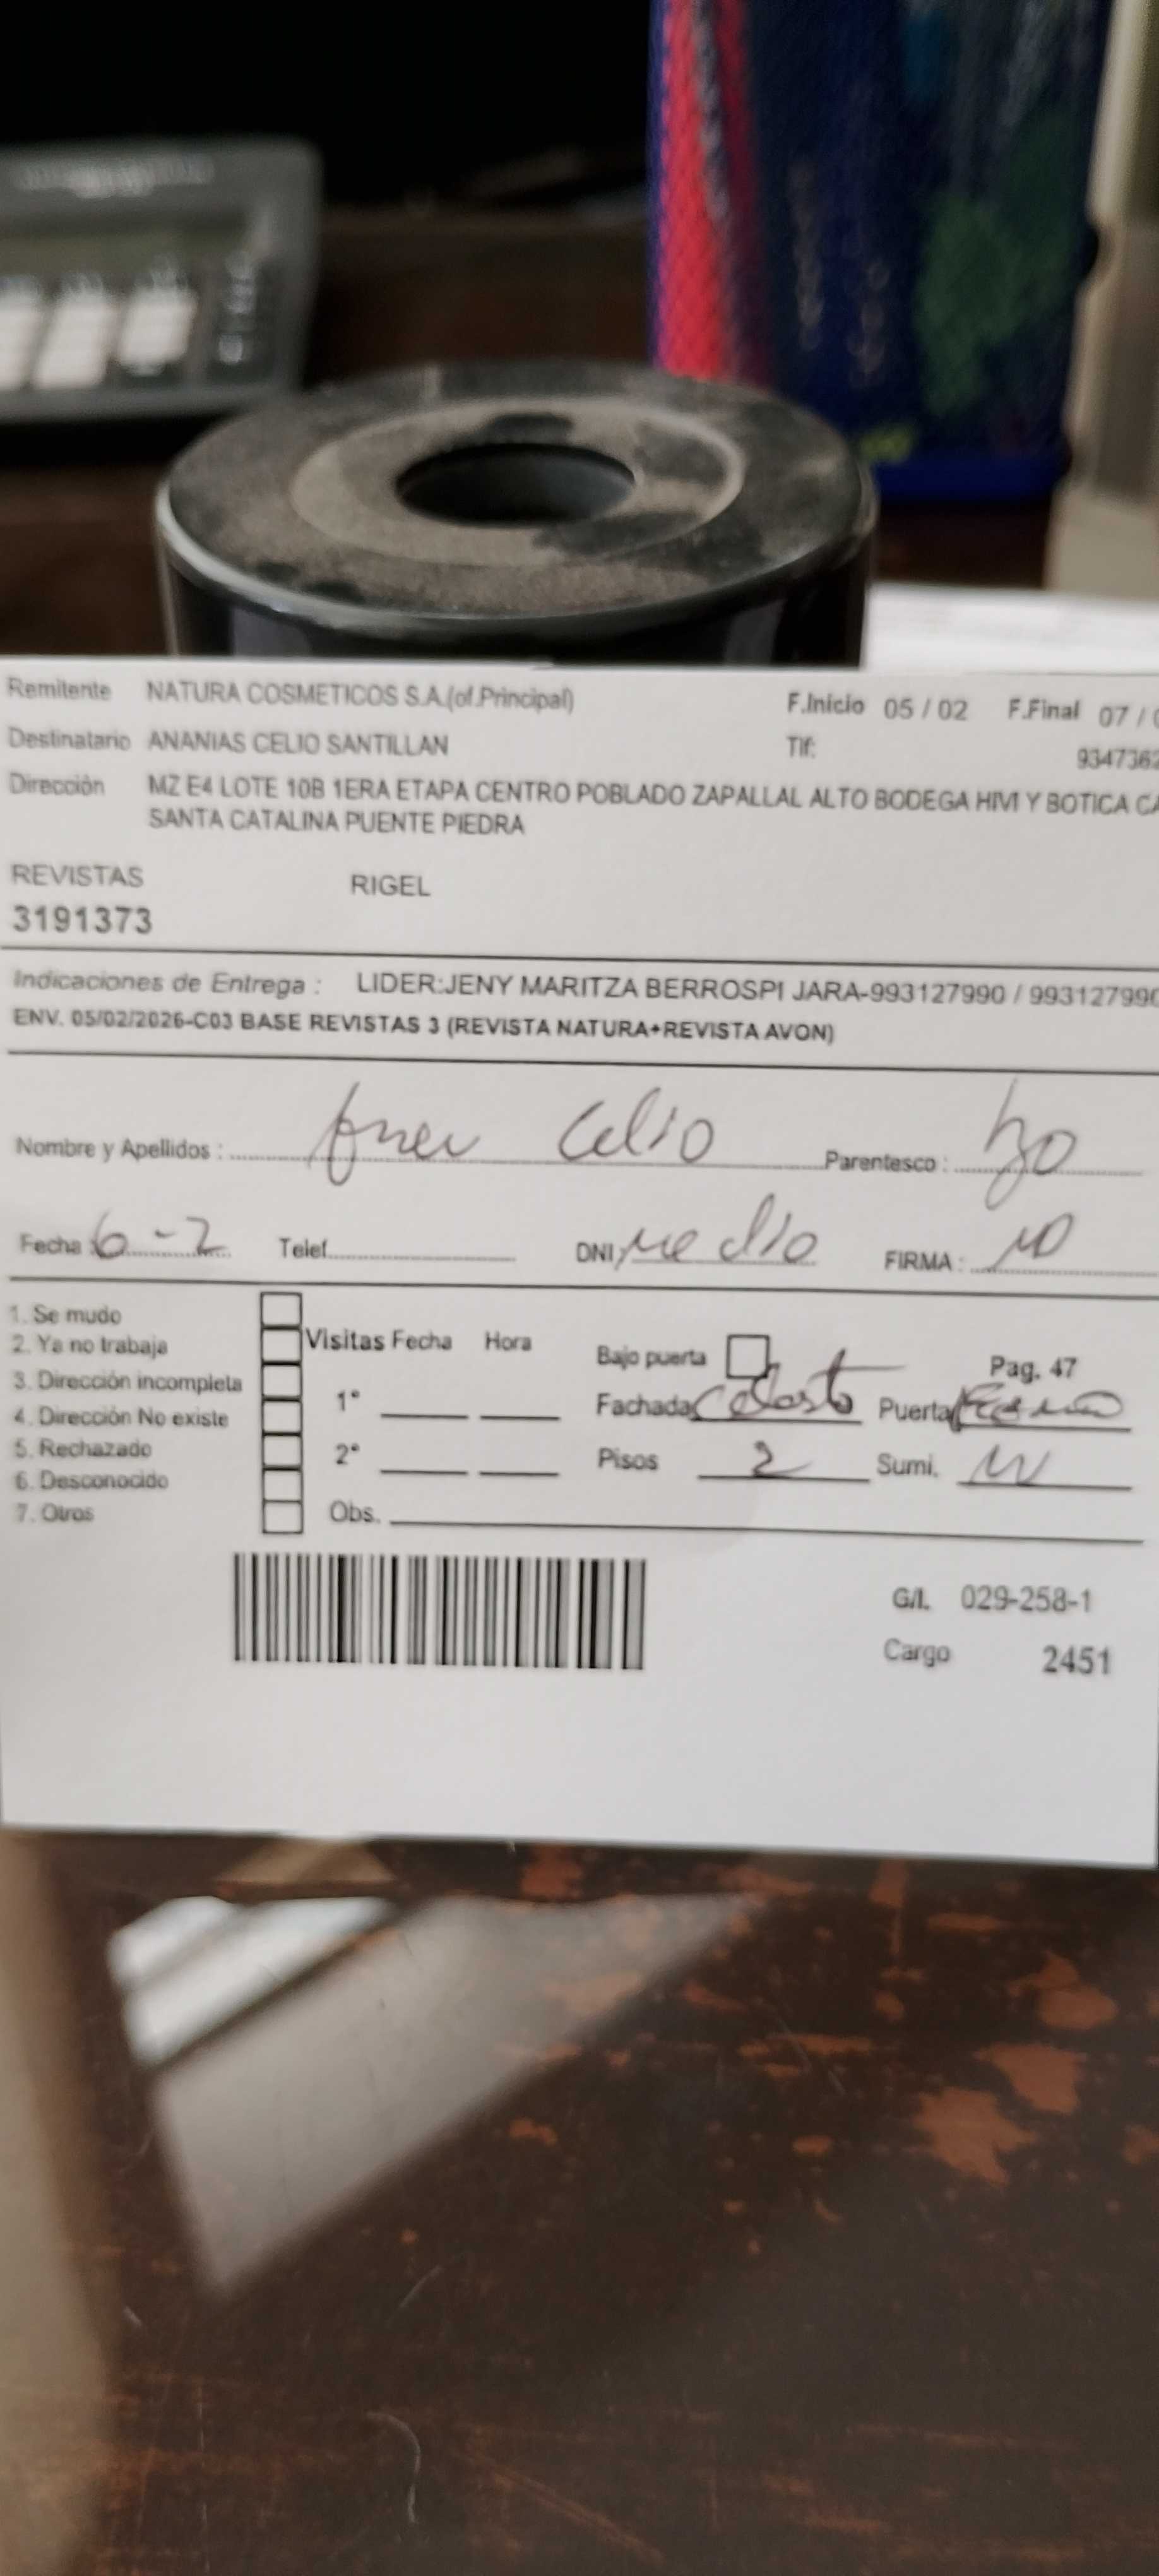 Remitente NATURA COSMETICOS S.A.(of.Principal) F.Inicio 05 / 02 F.Final 07 / 0
Destinatario ANANIAS CELIO SANTILLAN Tlf: 9347362
Dirección MZ E4 LOTE 10B 1ERA ETAPA CENTRO POBLADO ZAPALLAL ALTO BODEGA HIVI Y BOTICA CA
SANTA CATALINA PUENTE PIEDRA
REVISTAS RIGEL
3191373
Indicaciones de Entrega : LIDER:JENY MARITZA BERROSPI JARA-993127990 / 993127990
ENV. 05/02/2026-C03 BASE REVISTAS 3 (REVISTA NATURA+REVISTA AVON)
Nombre y Apellidos : Celio Parentesco :
Fecha : 6-2 Telef. DNI FIRMA :
1. Se mudo
2. Ya no trabaja Visitas Fecha Hora Bajo puerta Pag. 47
3. Dirección incompleta
4. Dirección No existe 1° Fachada Puerta
5. Rechazado 2° Pisos 2 Sumi.
6. Desconocido
7. Otros Obs.
G/I. 029-258-1
Cargo 2451